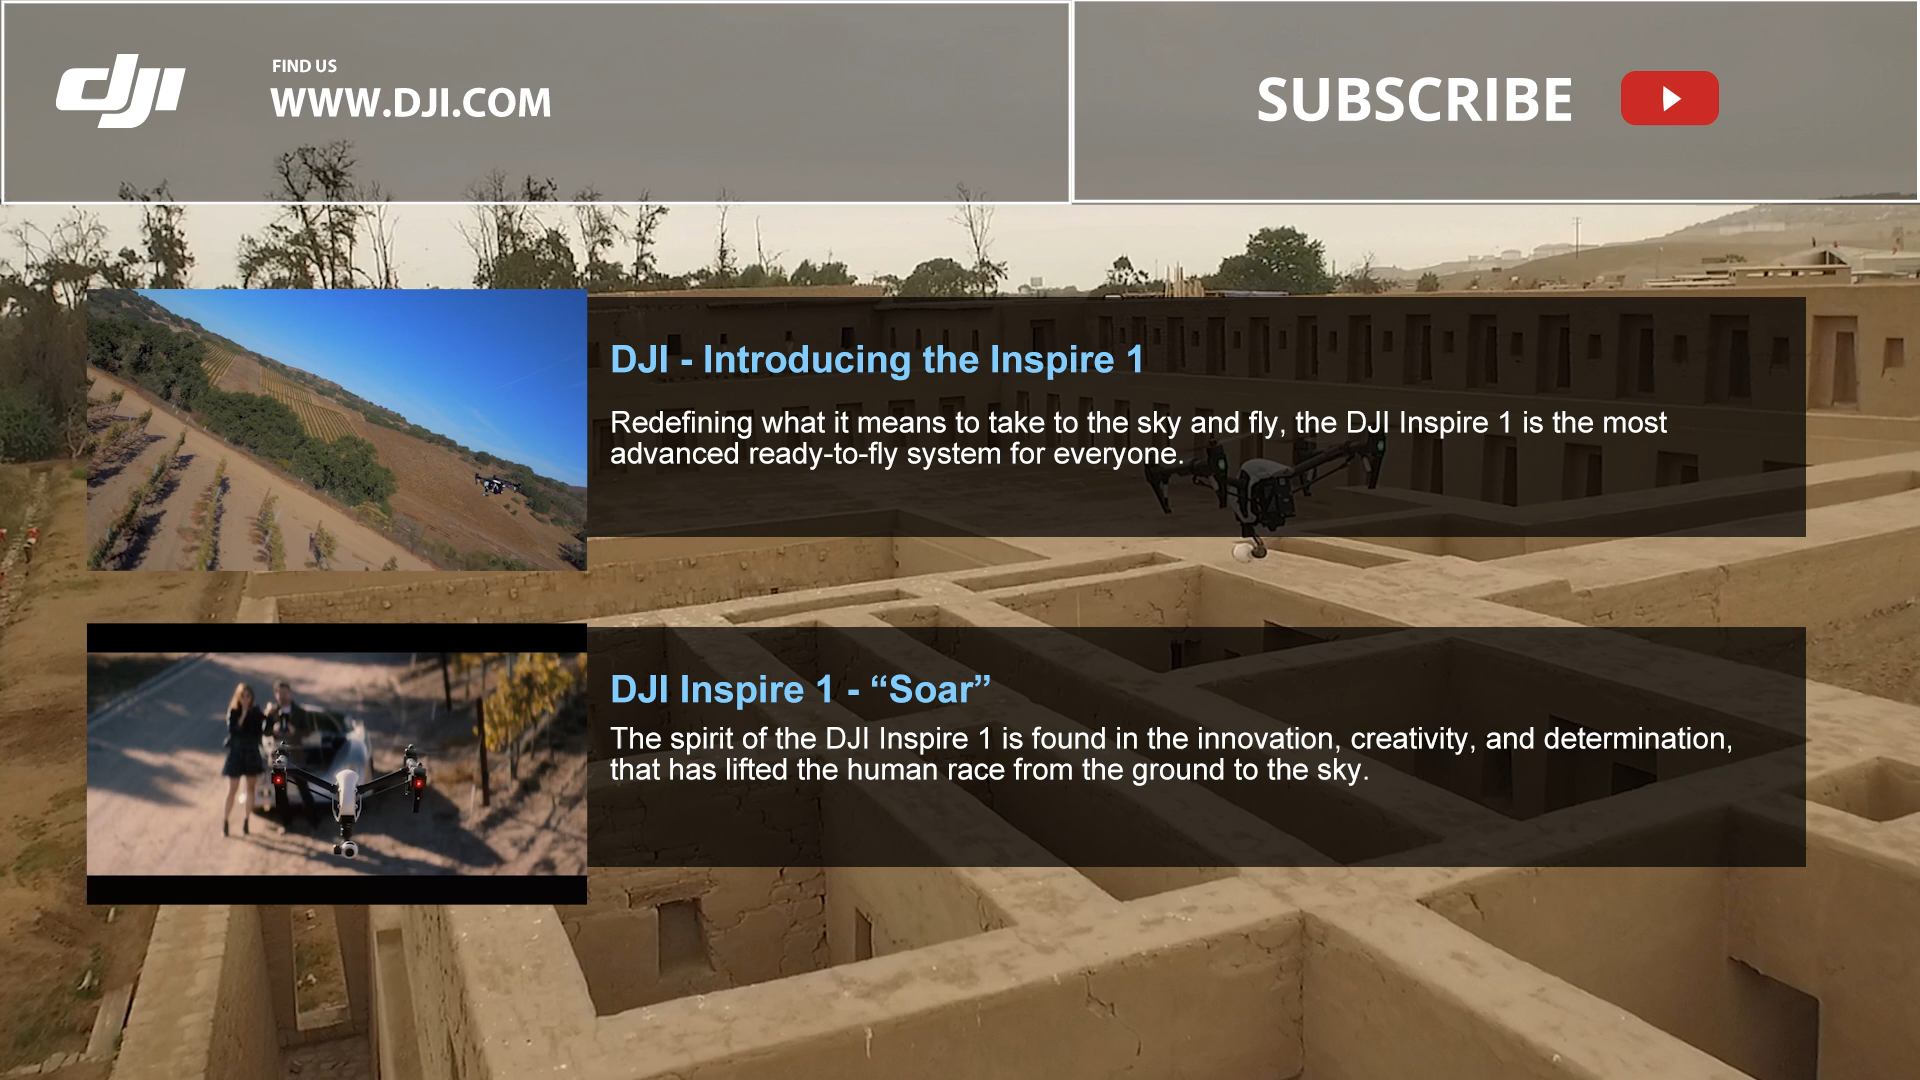 dji
FIND US
WWW.DJI.COM
SUBSCRIBE
DJI - Introducing the Inspire 1
Redefining what it means to take to the sky and fly, the DJI Inspire 1 is the most
advanced ready-to-fly system for everyone.
DJI Inspire 1 - “Soar”
The spirit of the DJI Inspire 1 is found in the innovation, creativity, and determination,
that has lifted the human race from the ground to the sky.